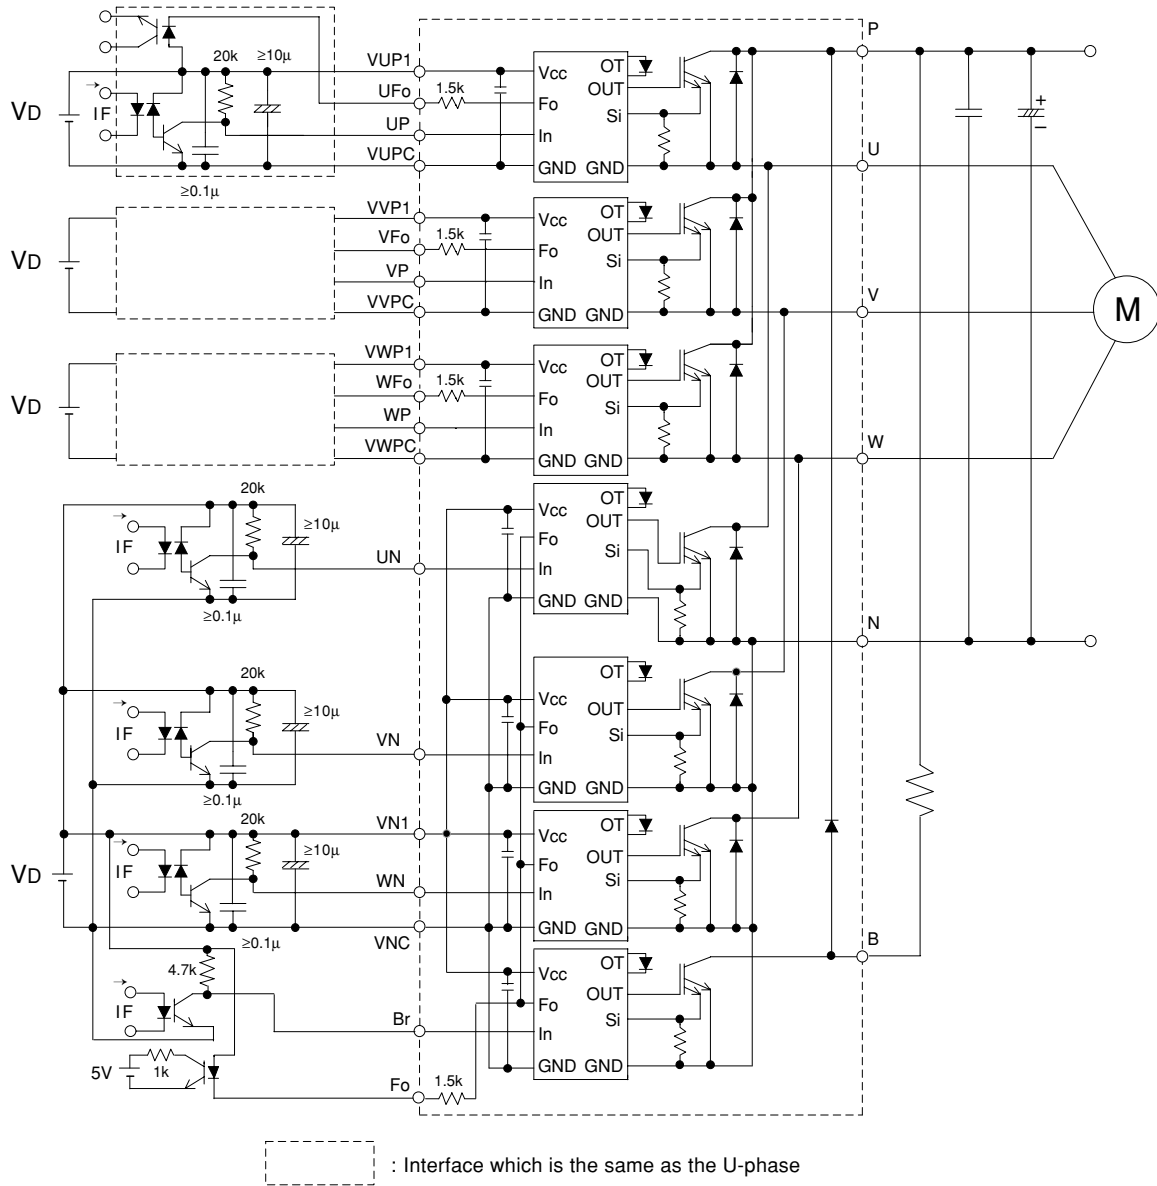 P
20k
≥10µ
VUP1
Vcc
OT
UFo
1.5k
OUT
VD
IF
Fo
+
Si
UP
In
–
VUPC
GND GND
U
≥0.1µ
VVP1
Vcc
OT
VFo
1.5k
OUT
VD
Fo
Si
VP
In
VVPC
GND GND
V
M
VWP1
Vcc
OT
WFo
1.5k
OUT
VD
Fo
Si
WP
In
VWPC
GND GND
W
20k
OT
Vcc
≥10µ
OUT
IF
Fo
Si
UN
In
GND GND
≥0.1µ
N
20k
OT
Vcc
≥10µ
OUT
IF
Fo
Si
VN
In
GND GND
≥0.1µ
20k
VN1
Vcc
OT
≥10µ
OUT
VD
IF
Fo
Si
WN
In
GND GND
VNC
≥0.1µ
B
4.7k
OT
Vcc
OUT
IF
Fo
Si
Br
In
5V
1k
GND GND
Fo
1.5k
: Interface which is the same as the U-phase